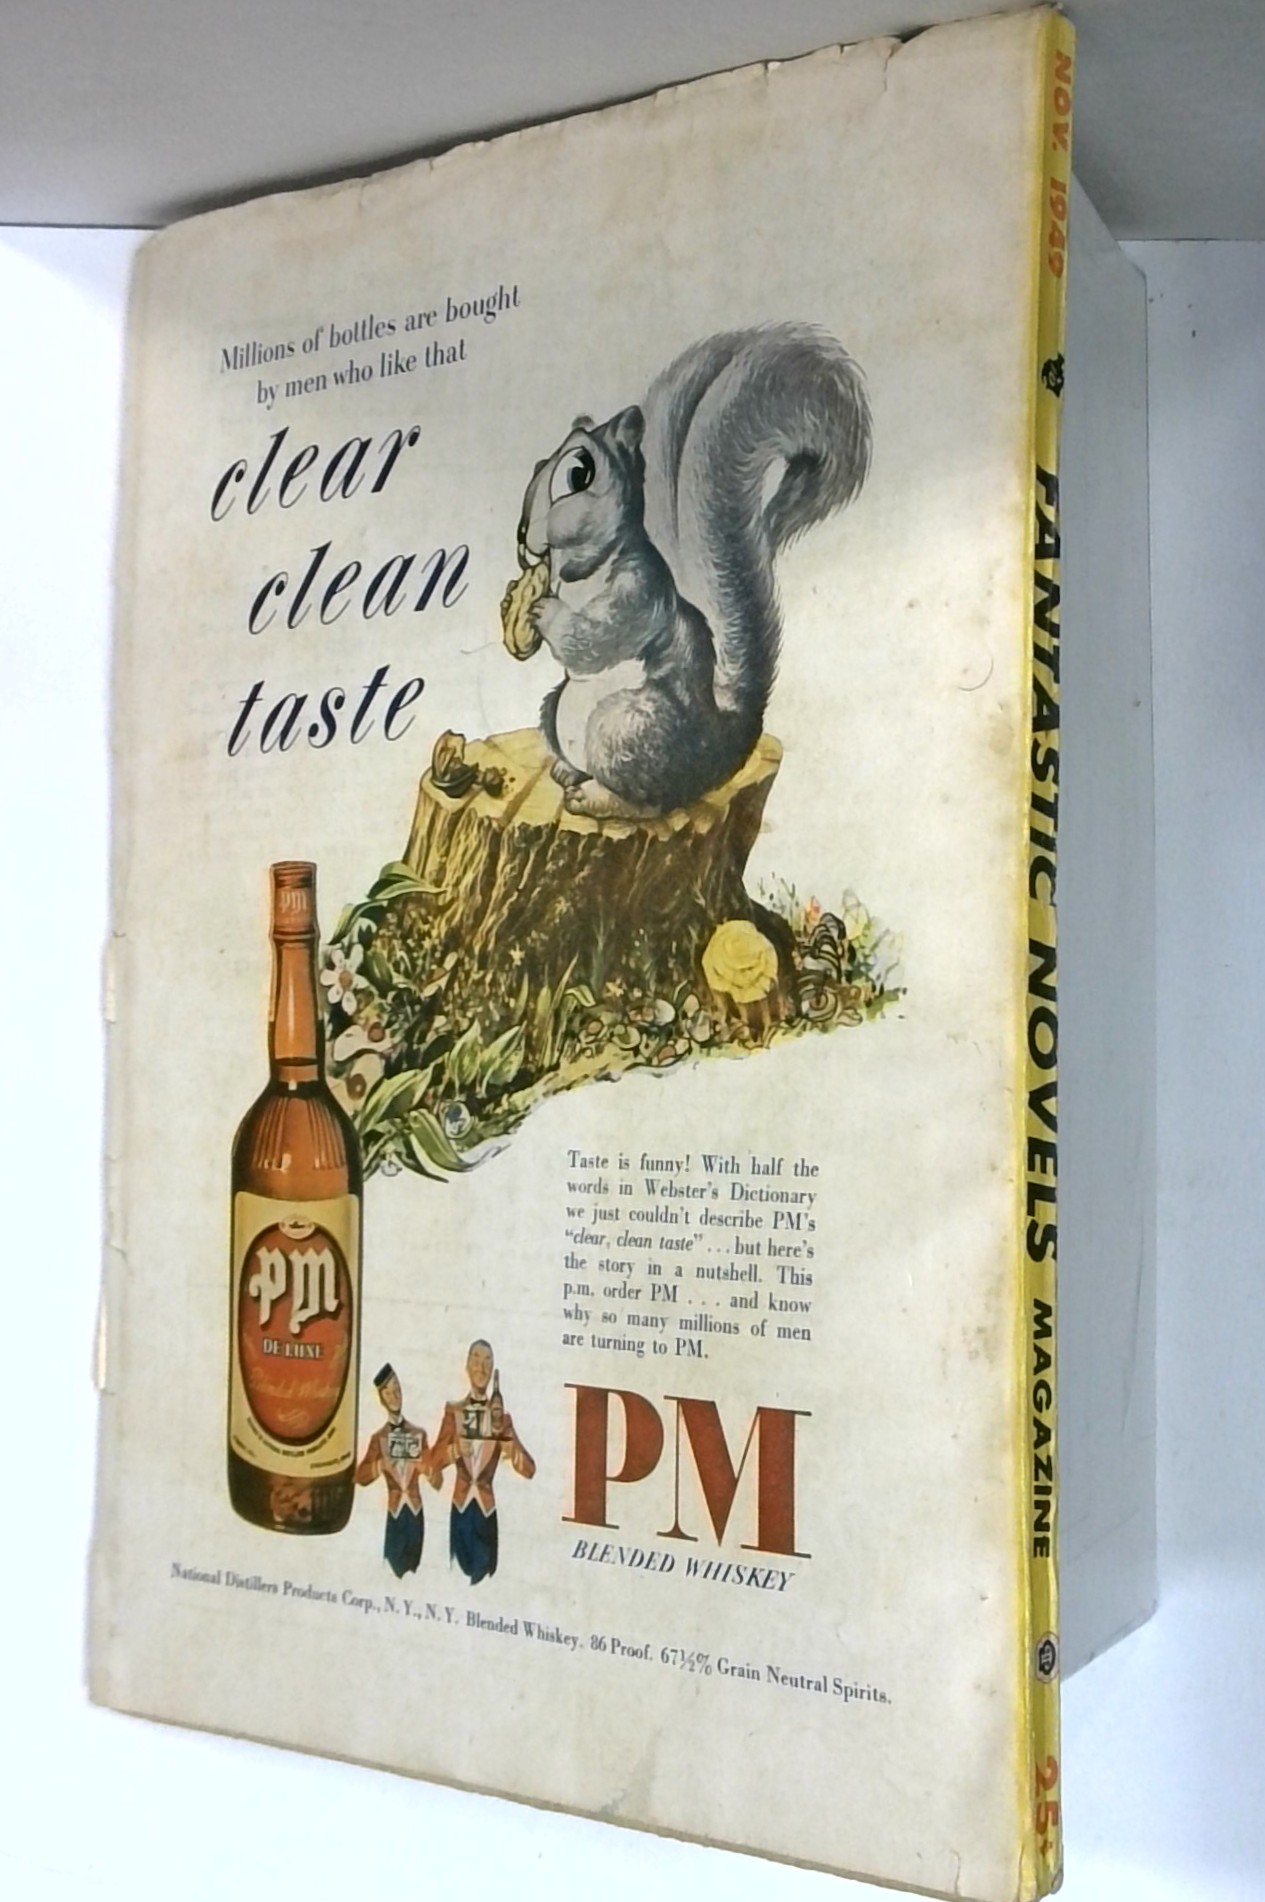 Millions of bottles are bought
by men who like that
clear
clean
taste
pm
pm
DE LUXE
Blended Whiskey
Taste is funny! With half the
words in Webster's Dictionary
we just couldn't describe PM's
"clear, clean taste" ... but here's
the story in a nutshell. This
p.m. order PM . . . and know
why so many millions of men
are turning to PM.
PM
BLENDED WHISKEY
National Distillers Products Corp., N. Y., N. Y. Blended Whiskey. 86 Proof. 67½% Grain Neutral Spirits.
NOV. 1949
FANTASTIC NOVELS MAGAZINE
25¢